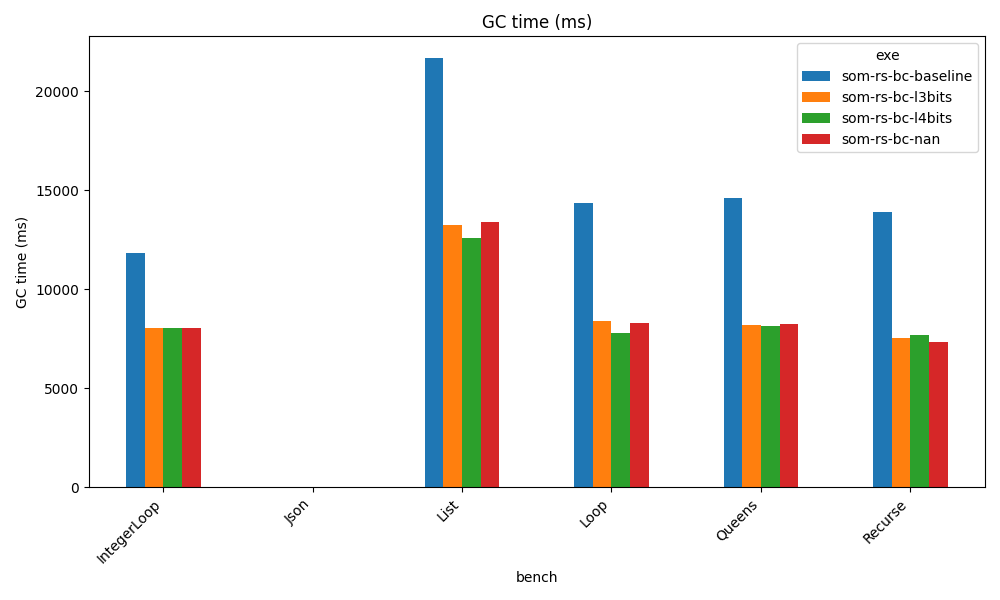 GC time (ms)
exe
som-rs-bc-baseline
som-rs-bc-l3bits
som-rs-bc-l4bits
som-rs-bc-nan
GC time (ms)
20000
15000
10000
5000
0
IntegerLoop
Json
List
Loop
Queens
Recurse
bench